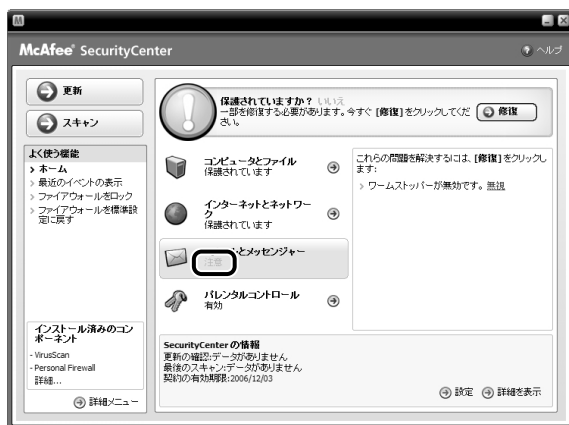 M
McAfee® SecurityCenter
ヘルプ
更新
スキャン
よく使う機能
ホーム
最近のイベントの表示
ファイアウォールをロック
ファイアウォールを標準設
定に戻す
インストール済みのコン
ポーネント
- VirusScan
- Personal Firewall
詳細...
詳細メニュー
保護されていますか? いいえ
一部を修復する必要があります。今すぐ [修復] をクリックしてくだ
さい。
修復
コンピュータとファイル
保護されています
インターネットとネットワー
ク
保護されています
とメッセンジャー
注意
パレンタルコントロール
有効
これらの問題を解決するには、[修復] をクリックし
ます:
ワームストッパーが無効です。無視
SecurityCenter の情報
更新の確認:データがありません
最後のスキャン:データがありません
契約の有効期限:2006/12/03
設定
詳細を表示